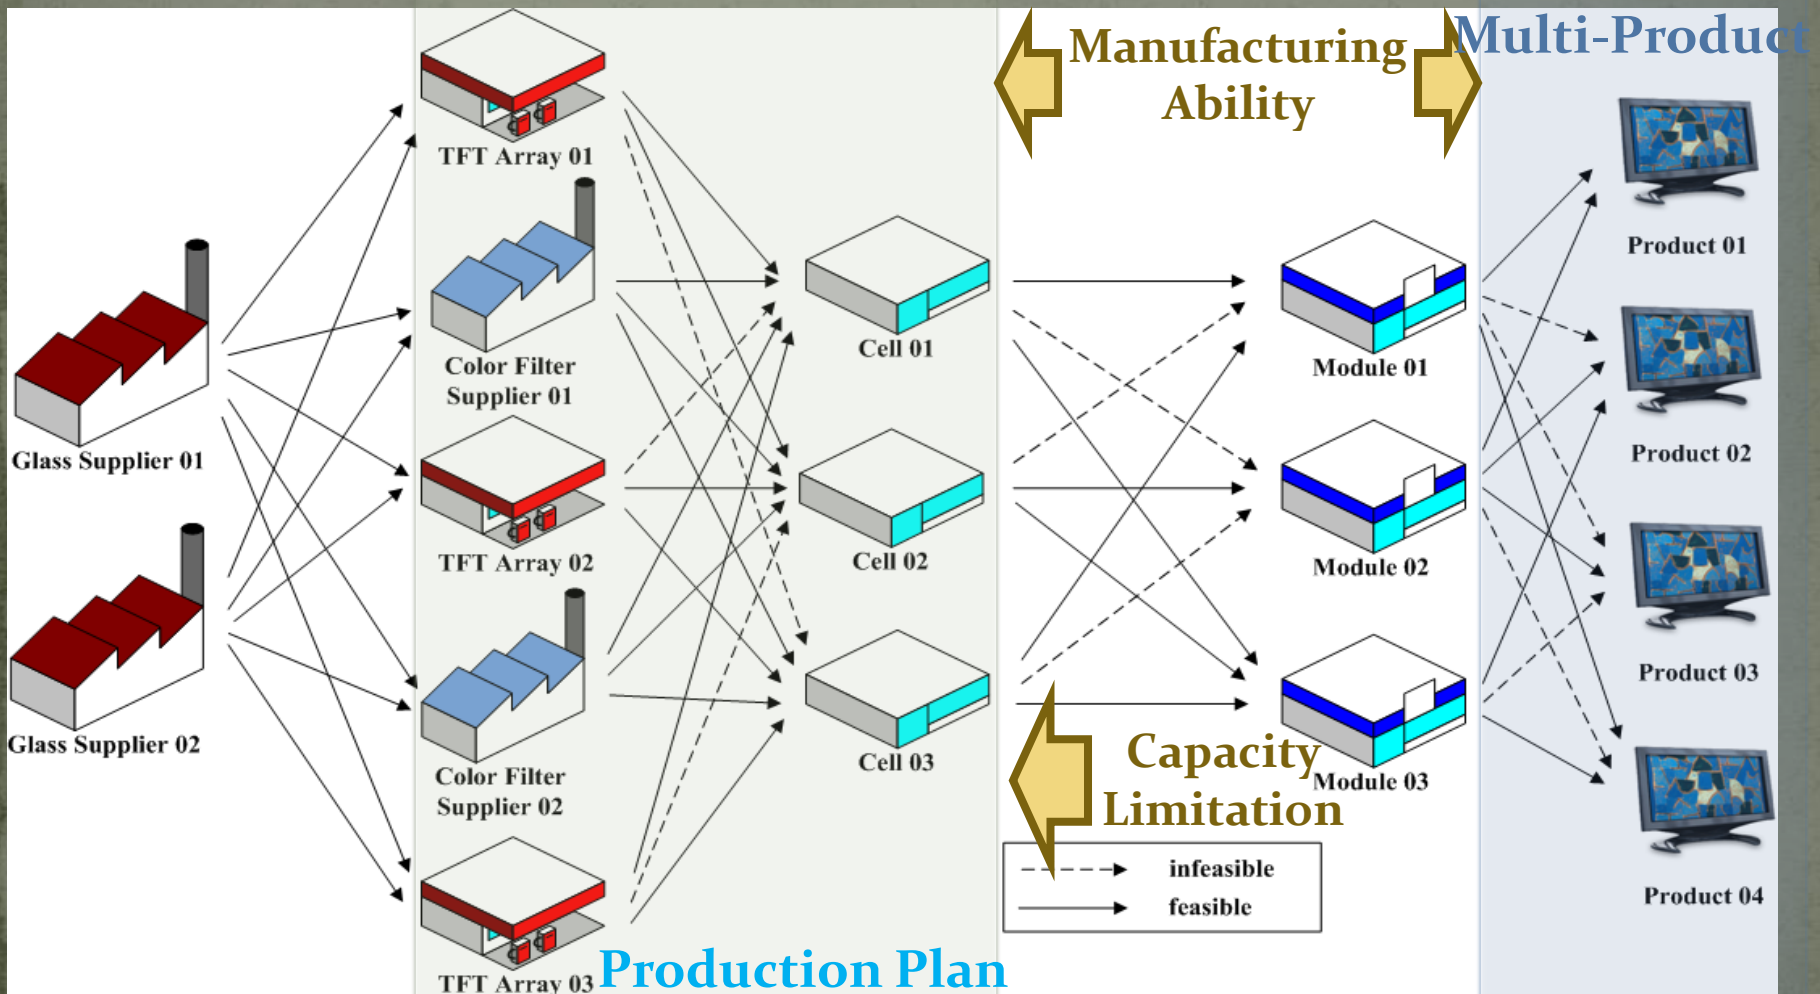 Manufacturing
Ability
Multi-Product
TFT Array 01
Color Filter
Supplier 01
TFT Array 02
Color Filter
Supplier 02
TFT Array 03
Glass Supplier 01
Glass Supplier 02
Cell 01
Cell 02
Cell 03
Module 01
Module 02
Module 03
Product 01
Product 02
Product 03
Product 04
Capacity
Limitation
infeasible
feasible
Production Plan